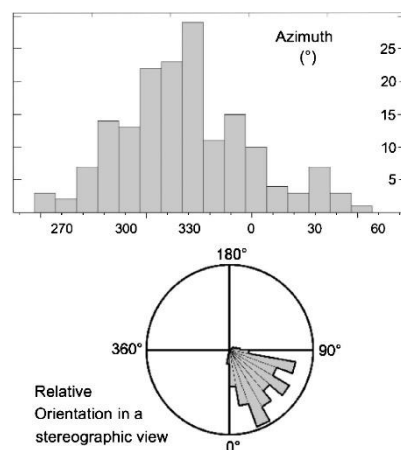 25
Azimuth
(°)
20
15
10
5
270 300 330 0 30 60
180°
360° 90°
Relative
Orientation in a
stereographic view
0°